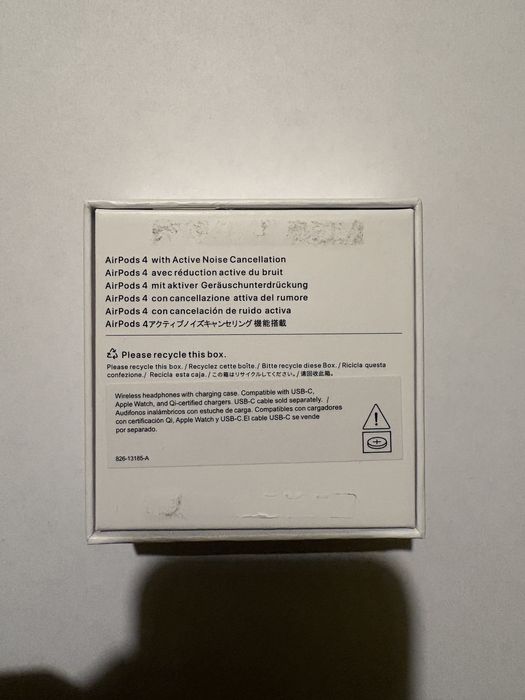 AirPods 4 with Active Noise Cancellation
AirPods 4 avec réduction active du bruit
AirPods 4 mit aktiver Geräuschunterdrückung
AirPods 4 con cancellazione attiva del rumore
AirPods 4 con cancelación de ruido activa
AirPods 4アクティブノイズキャンセリング機能搭載
Please recycle this box.
Please recycle this box. / Recyclez cette boîte. / Bitte recycle diese Box. / Ricicla questa
confezione. / Recicla esta caja. / この箱はリサイクルしてください。/ 请回收此箱。
Wireless headphones with charging case. Compatible with USB-C,
Apple Watch, and Qi-certified chargers. USB-C cable sold separately. /
Audífonos inalámbricos con estuche de carga. Compatibles con cargadores
con certificación Qi, Apple Watch y USB-C.El cable USB-C se vende
por separado.
826-13185-A